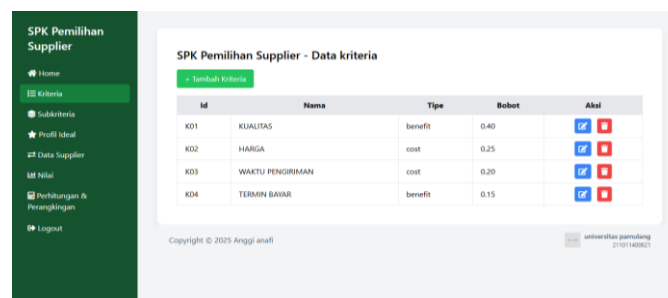 SPK Pemilihan
Supplier
Home
Kriteria
Subkriteria
Profil Ideal
Data Supplier
Nilai
Perhitungan &
Perangkingan
Logout
SPK Pemilihan Supplier - Data kriteria
+ Tambah Kriteria
Id Nama Tipe Bobot Aksi
K01 KUALITAS benefit 0.40
K02 HARGA cost 0.25
K03 WAKTU PENGIRIMAN cost 0.20
K04 TERMIN BAYAR benefit 0.15
Copyright © 2025 Anggi anafi
universitas pamulang
211011400621